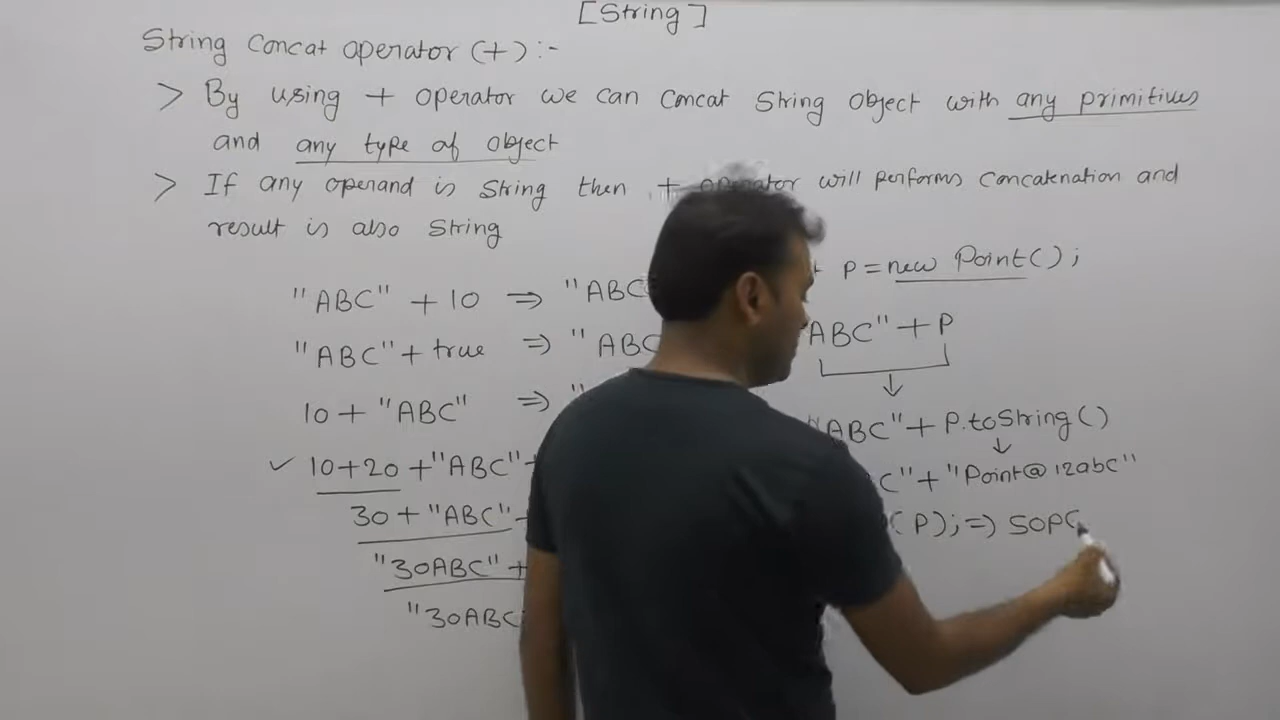 [String]
String Concat operator (+) :-
> By using + operator we can concat String object with any primitives
and any type of object
> If any operand is String then + operator will performs concatenation and
result is also String
"ABC" + 10 => "ABC
"ABC" + true => "ABC
10 + "ABC" => "
✓ 10+20 + "ABC" +
30 + "ABC" +
"30ABC" +
"30ABC
P = new Point();
ABC" + P
"ABC" + P.toString()
C" + "Point@12abc"
(P); => SOP(